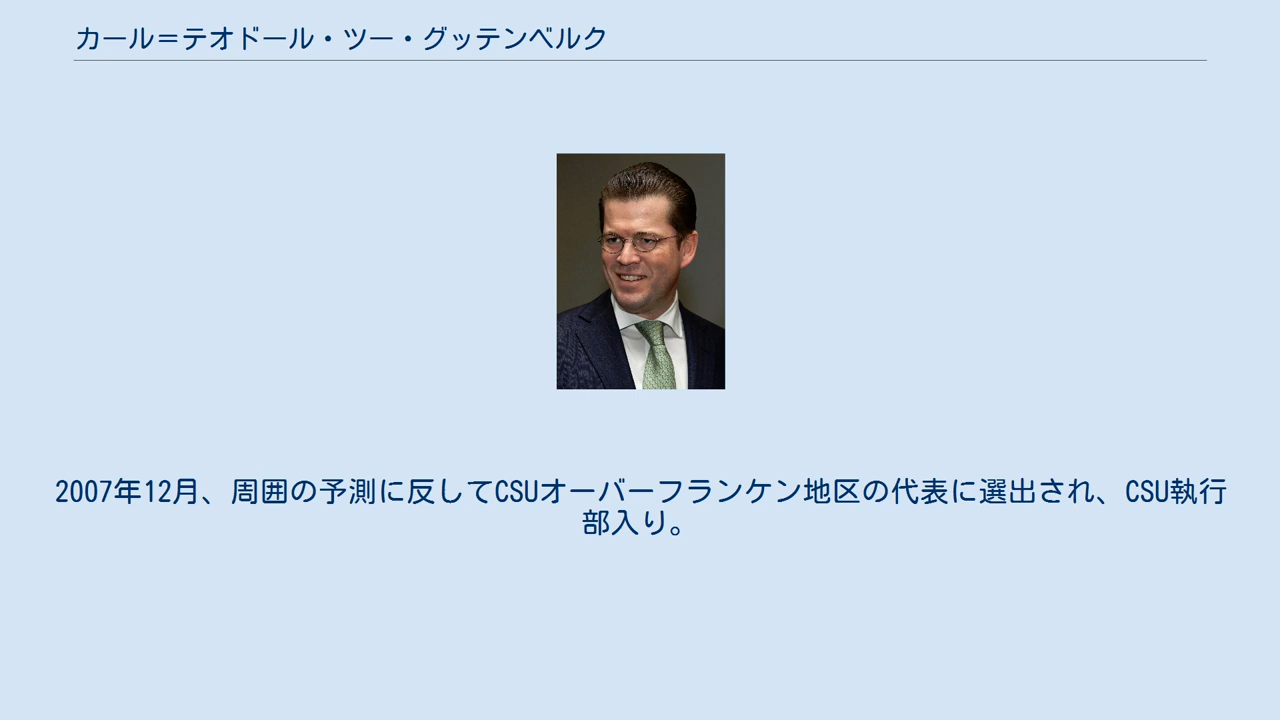 カール＝テオドール・ツー・グッテンベルク
2007年12月、周囲の予測に反してCSUオーバーフランケン地区の代表に選出され、CSU執行
部入り。